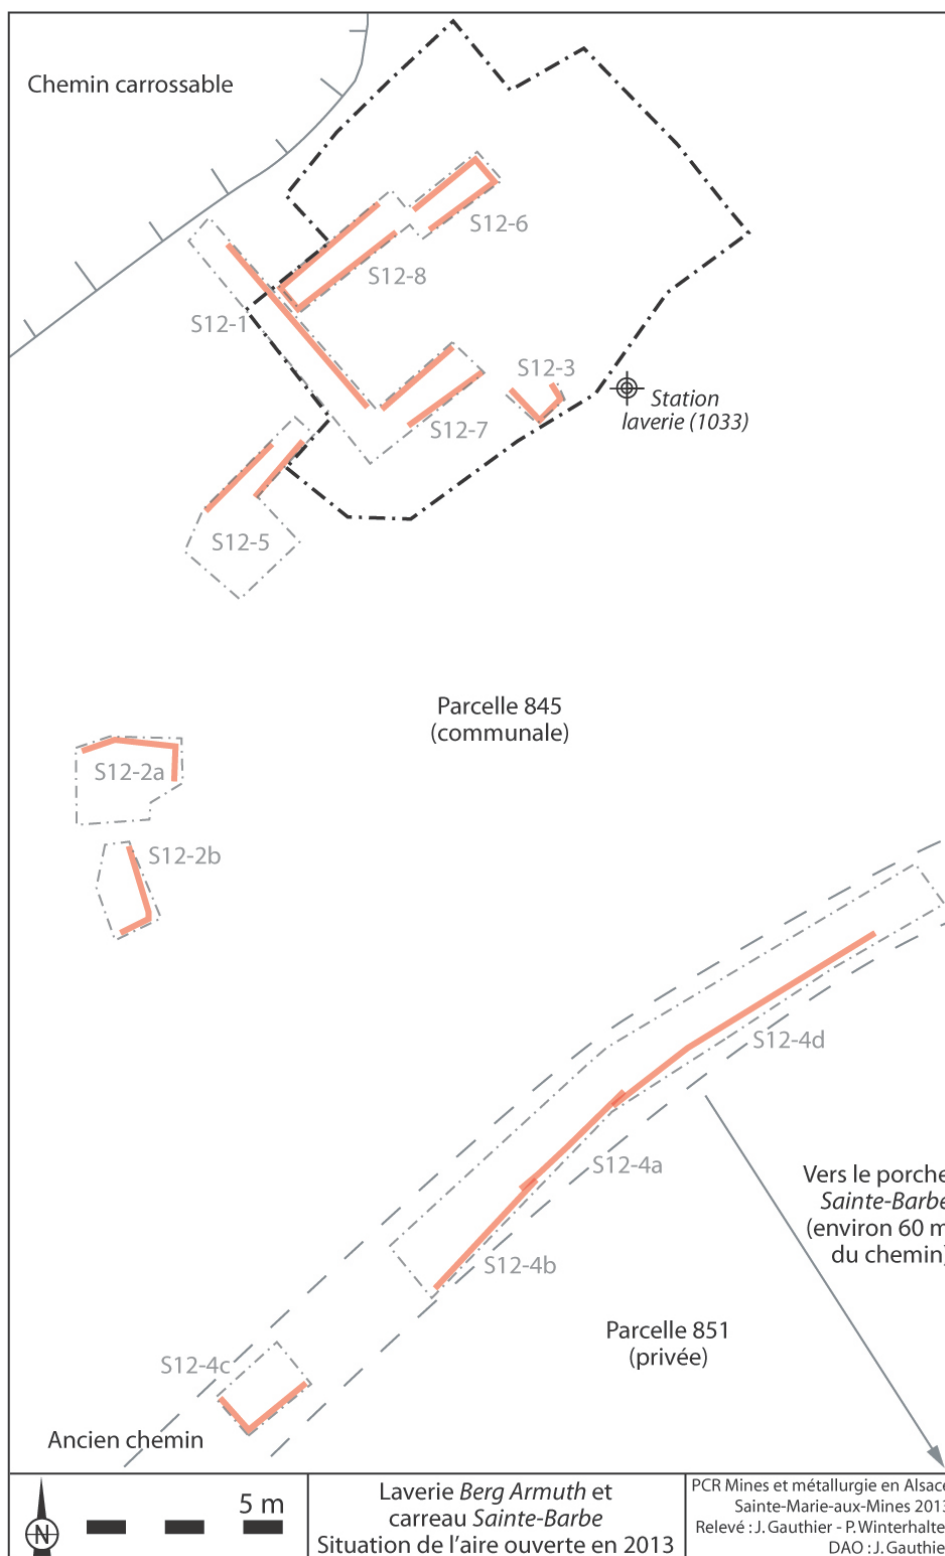 Chemin carrossable
S12-6
S12-8
S12-1
S12-3
Station
laverie (1033)
S12-7
S12-5
Parcelle 845
(communale)
S12-2a
S12-2b
S12-4d
S12-4a
Vers le porche
Sainte-Barbe
(environ 60 m
du chemin)
S12-4b
Parcelle 851
(privée)
S12-4c
Ancien chemin
N
5 m
Laverie Berg Armuth et
carreau Sainte-Barbe
Situation de l'aire ouverte en 2013
PCR Mines et métallurgie en Alsace
Sainte-Marie-aux-Mines 2013
Relevé : J. Gauthier - P. Winterhalte
DAO : J. Gauthie